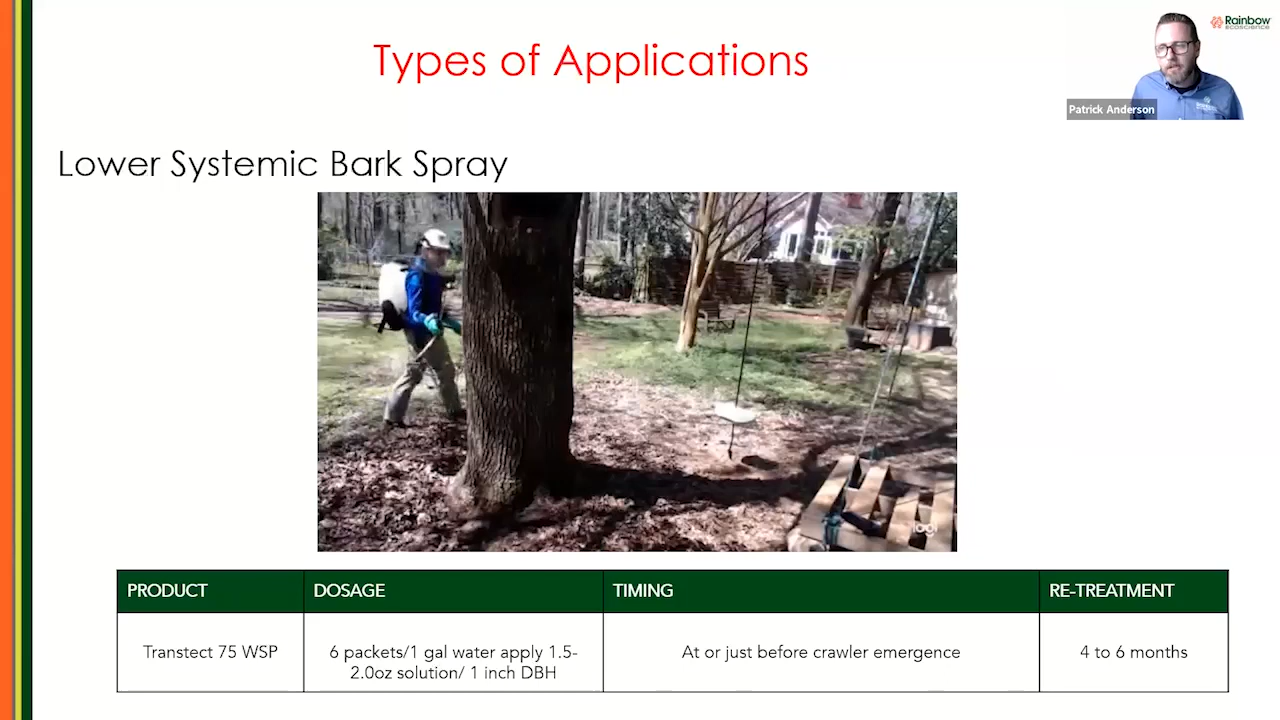 Types of Applications
Rainbow
ecoscience
Patrick Anderson
Lower Systemic Bark Spray
logi
PRODUCT
DOSAGE
TIMING
RE-TREATMENT
Transtect 75 WSP
6 packets/1 gal water apply 1.5-
2.0oz solution/ 1 inch DBH
At or just before crawler emergence
4 to 6 months